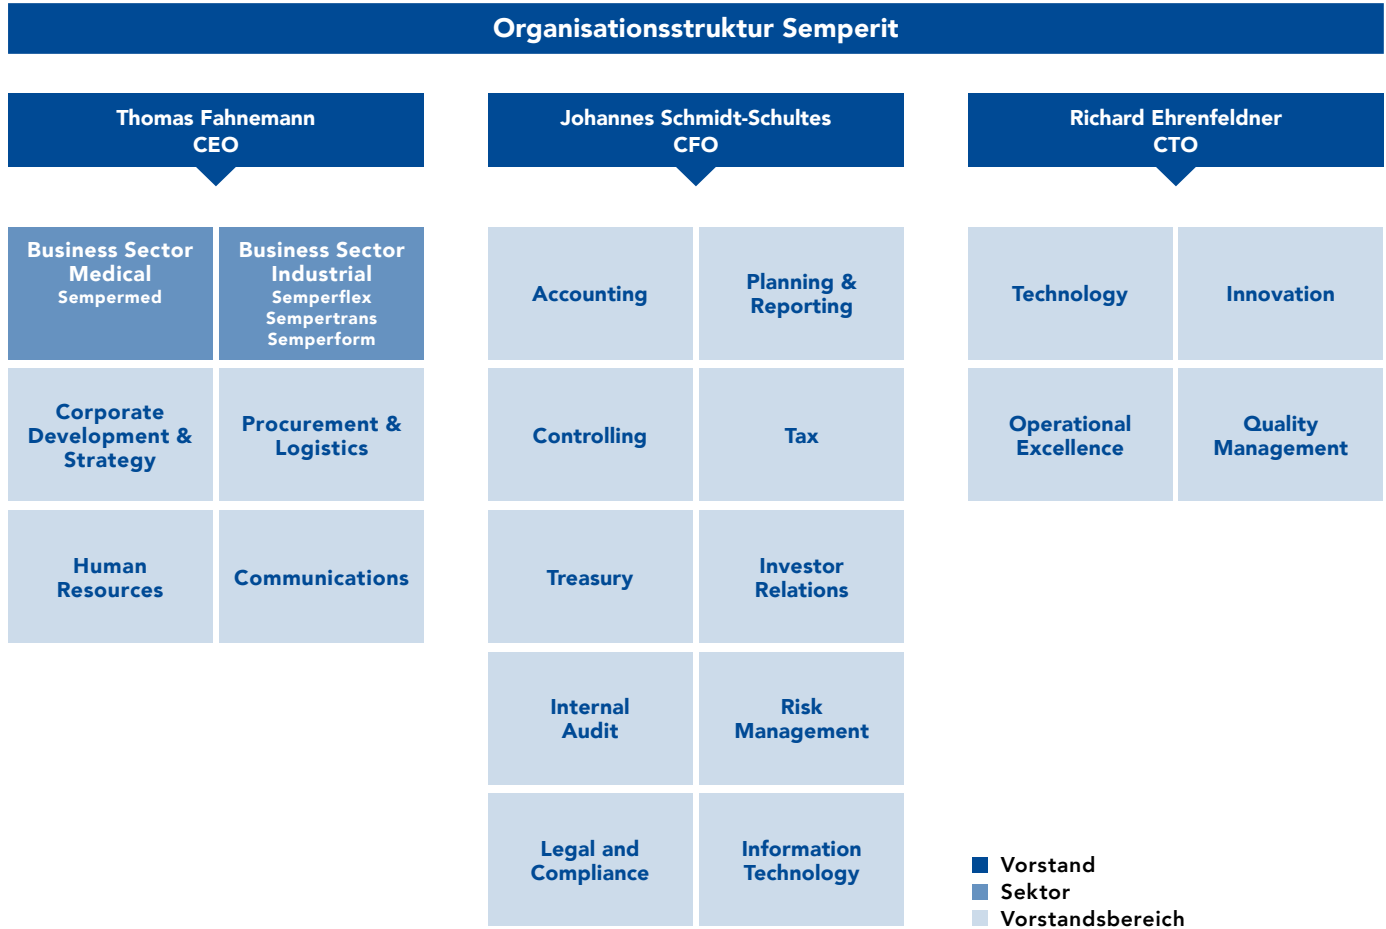 Organisationsstruktur Semperit
Thomas Fahnemann
CEO
Business Sector
Medical
Sempermed
Business Sector
Industrial
Semperflex
Sempertrans
Semperform
Corporate
Development &
Strategy
Procurement &
Logistics
Human
Resources
Communications
Johannes Schmidt-Schultes
CFO
Accounting
Planning &
Reporting
Controlling
Tax
Treasury
Investor
Relations
Internal
Audit
Risk
Management
Legal and
Compliance
Information
Technology
Richard Ehrenfeldner
CTO
Technology
Innovation
Operational
Excellence
Quality
Management
Vorstand
Sektor
Vorstandsbereich